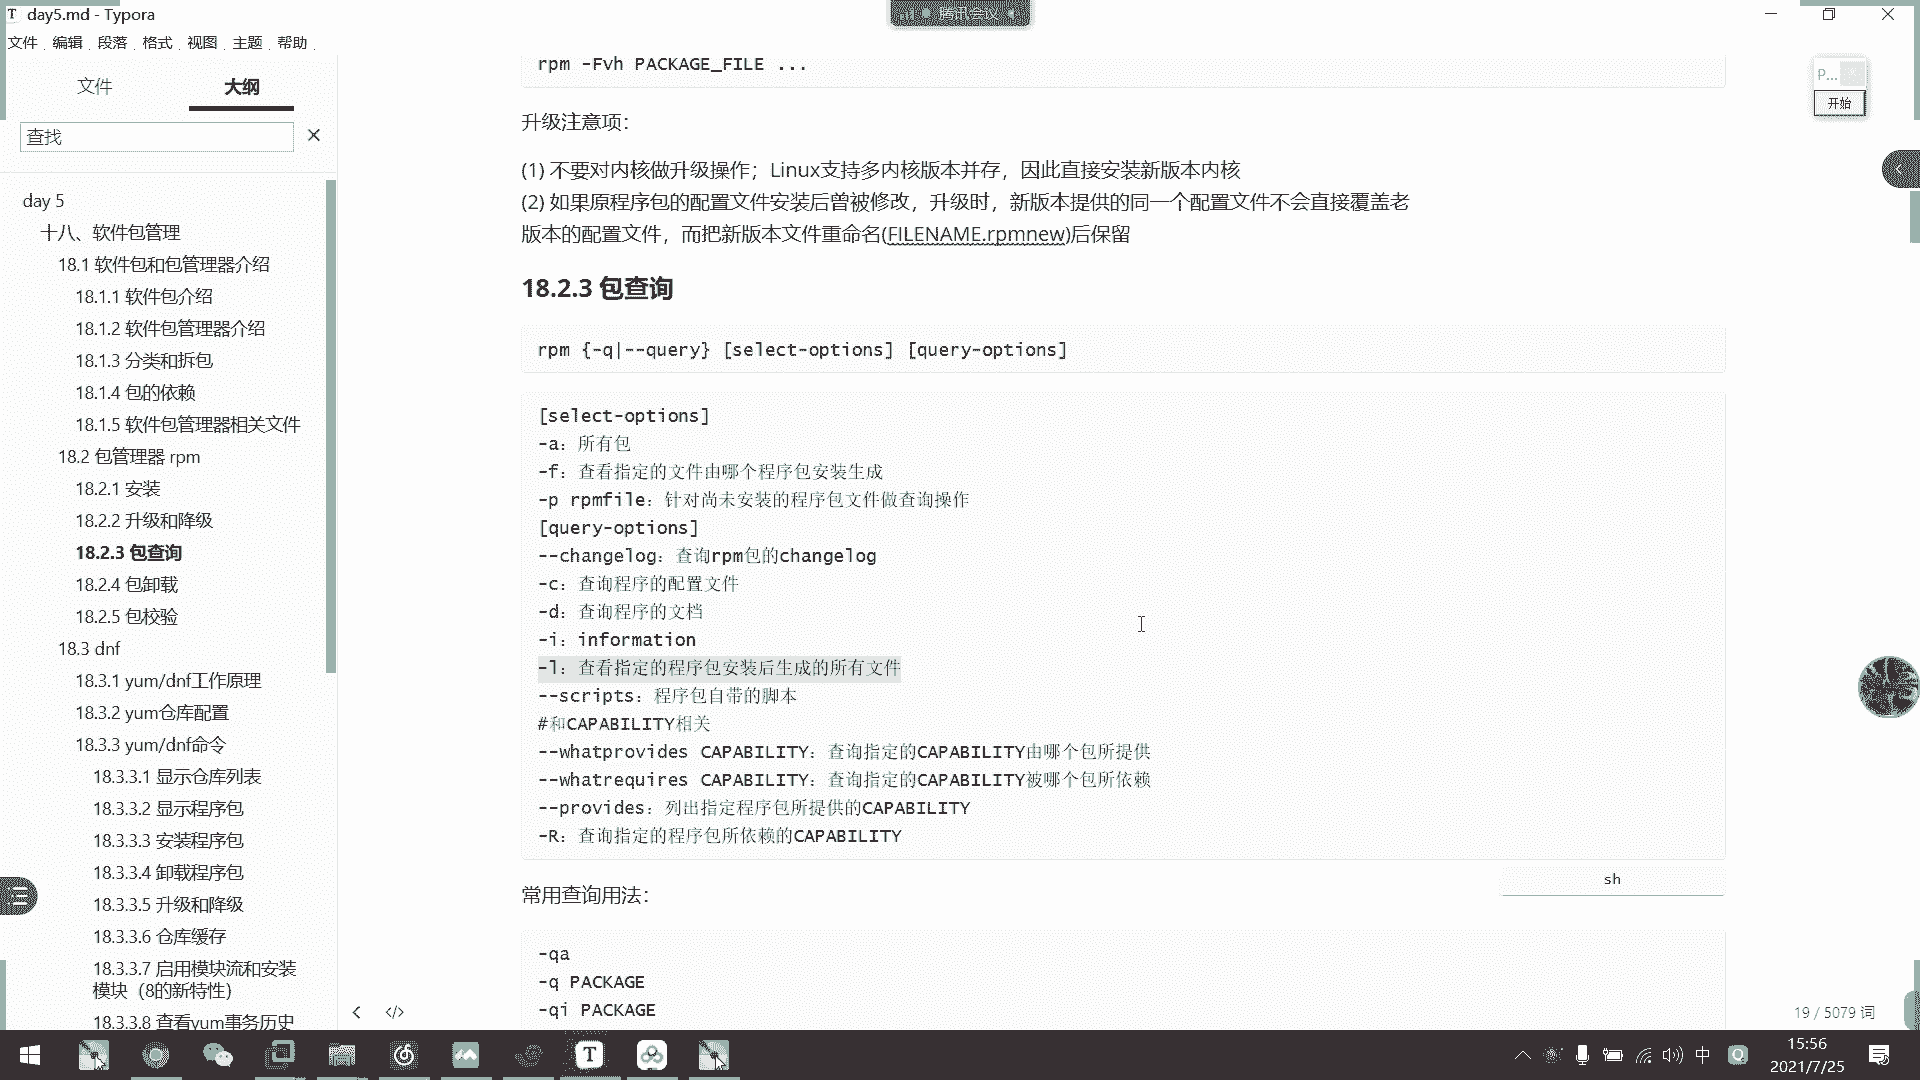 day5.md - Typora
腾讯会议
文件 编辑 段落 格式 视图 主题 帮助
文件
大纲
查找
day 5
十八、软件包管理
18.1 软件包和包管理器介绍
18.1.1 软件包介绍
18.1.2 软件包管理器介绍
18.1.3 分类和拆包
18.1.4 包的依赖
18.1.5 软件包管理器相关文件
18.2 包管理器 rpm
18.2.1 安装
18.2.2 升级和降级
18.2.3 包查询
18.2.4 包卸载
18.2.5 包校验
18.3 dnf
18.3.1 yum/dnf工作原理
18.3.2 yum仓库配置
18.3.3 yum/dnf命令
18.3.3.1 显示仓库列表
18.3.3.2 显示程序包
18.3.3.3 安装程序包
18.3.3.4 卸载程序包
18.3.3.5 升级和降级
18.3.3.6 仓库缓存
18.3.3.7 启用模块流和安装
模块（8的新特性）
18.3.3.8 查看yum事务历史
rpm -Fvh PACKAGE_FILE ...
升级注意项：
(1) 不要对内核做升级操作；Linux支持多内核版本并存，因此直接安装新版本内核
(2) 如果原程序包的配置文件安装后曾被修改，升级时，新版本提供的同一个配置文件不会直接覆盖老
版本的配置文件，而把新版本文件重命名(FILENAME.rpmnew)后保留
18.2.3 包查询
rpm {-q|--query} [select-options] [query-options]
[select-options]
-a：所有包
-f：查看指定的文件由哪个程序包安装生成
-p rpmfile：针对尚未安装的程序包文件做查询操作
[query-options]
--changelog：查询rpm包的changelog
-c：查询程序的配置文件
-d：查询程序的文档
-i：information
-l：查看指定的程序包安装后生成的所有文件
--scripts：程序包自带的脚本
#和CAPABILITY相关
--whatprovides CAPABILITY：查询指定的CAPABILITY由哪个包所提供
--whatrequires CAPABILITY：查询指定的CAPABILITY被哪个包所依赖
--provides：列出指定程序包所提供的CAPABILITY
-R：查询指定的程序包所依赖的CAPABILITY
sh
常用查询用法：
-qa
-q PACKAGE
-qi PACKAGE
P...
开始
19 / 5079 词
中
15:56
2021/7/25